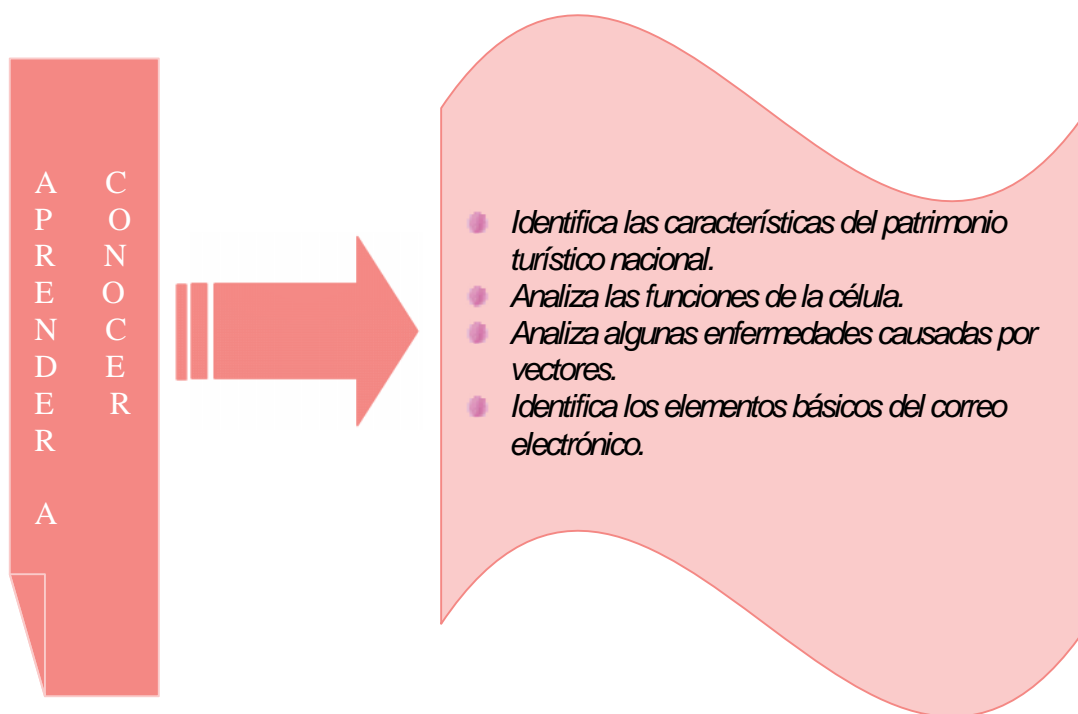 APRENDER A
CONOCER
Identifica las características del patrimonio
turístico nacional.
Analiza las funciones de la célula.
Analiza algunas enfermedades causadas por
vectores.
Identifica los elementos básicos del correo
electrónico.